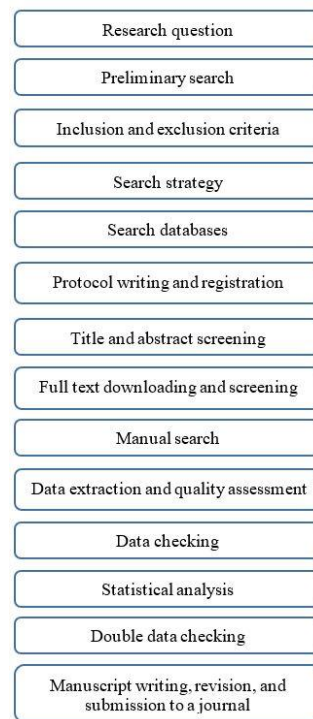 Research question
Preliminary search
Inclusion and exclusion criteria
Search strategy
Search databases
Protocol writing and registration
Title and abstract screening
Full text downloading and screening
Manual search
Data extraction and quality assessment
Data checking
Statistical analysis
Double data checking
Manuscript writing, revision, and
submission to a journal